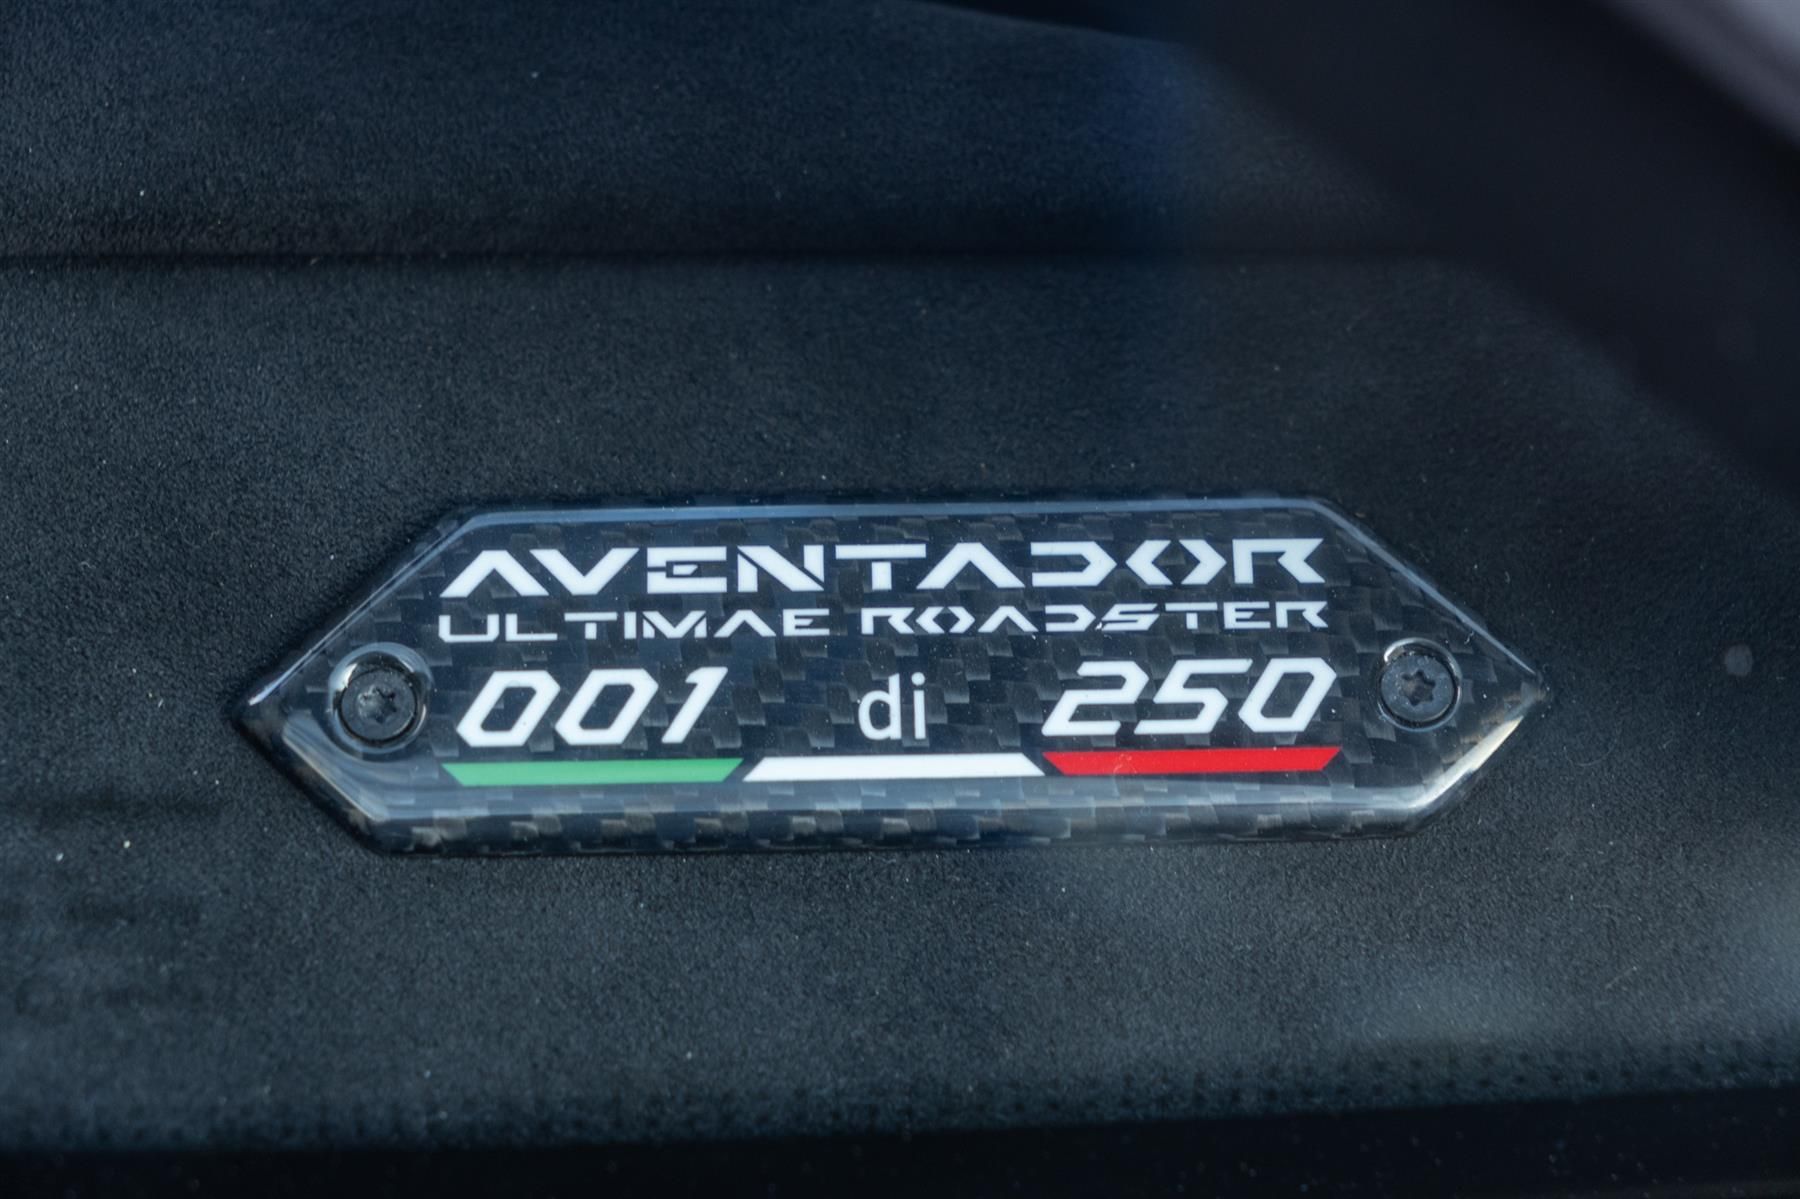 AVENTADOR
ULTIMAE ROADSTER
001 di 250